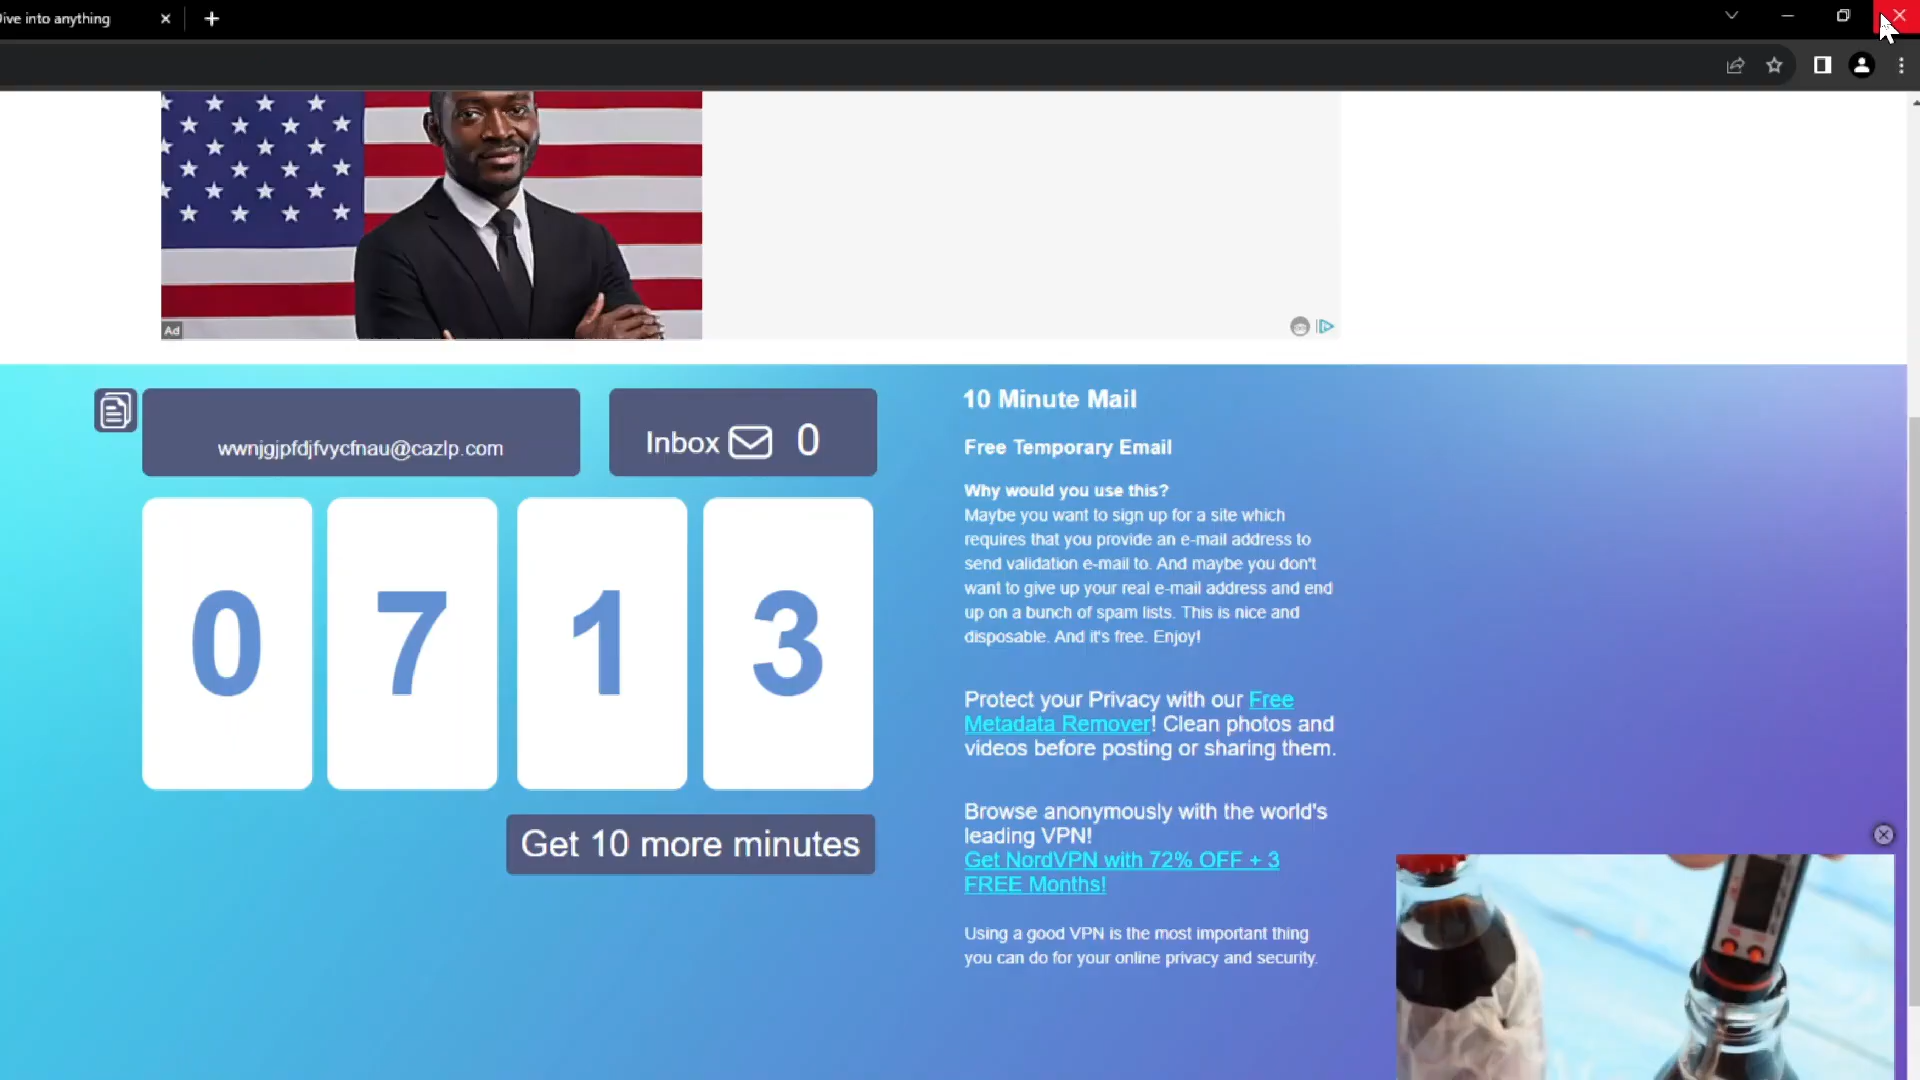 ive into anything
Ad
wwnjgjpfdjfvycfnau@cazlp.com
Inbox 0
0 7 1 3
Get 10 more minutes
10 Minute Mail
Free Temporary Email
Why would you use this?
Maybe you want to sign up for a site which
requires that you provide an e-mail address to
send validation e-mail to. And maybe you don't
want to give up your real e-mail address and end
up on a bunch of spam lists. This is nice and
disposable. And it's free. Enjoy!
Protect your Privacy with our Free
Metadata Remover! Clean photos and
videos before posting or sharing them.
Browse anonymously with the world's
leading VPN!
Get NordVPN with 72% OFF + 3
FREE Months!
Using a good VPN is the most important thing
you can do for your online privacy and security.